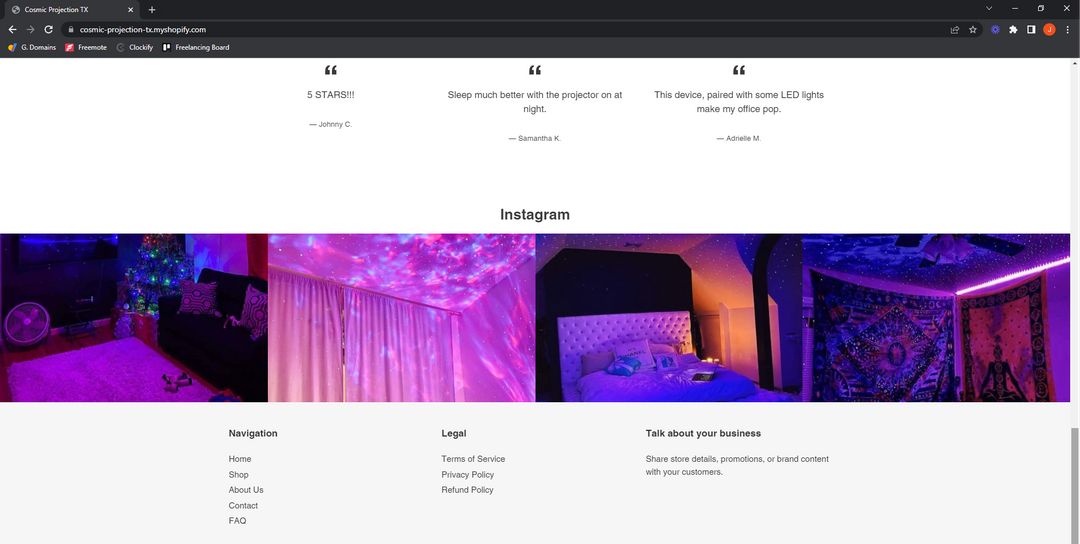 Cosmic Projection TX
cosmic-projection-tx.myshopify.com
J
G. Domains
Freemote
Clockify
Freelancing Board
“ “ “
5 STARS!!!
— Johnny C.
Sleep much better with the projector on at
night.
— Samantha K.
This device, paired with some LED lights
make my office pop.
— Adrielle M.
Instagram
Navigation
Home
Shop
About Us
Contact
FAQ
Legal
Terms of Service
Privacy Policy
Refund Policy
Talk about your business
Share store details, promotions, or brand content
with your customers.